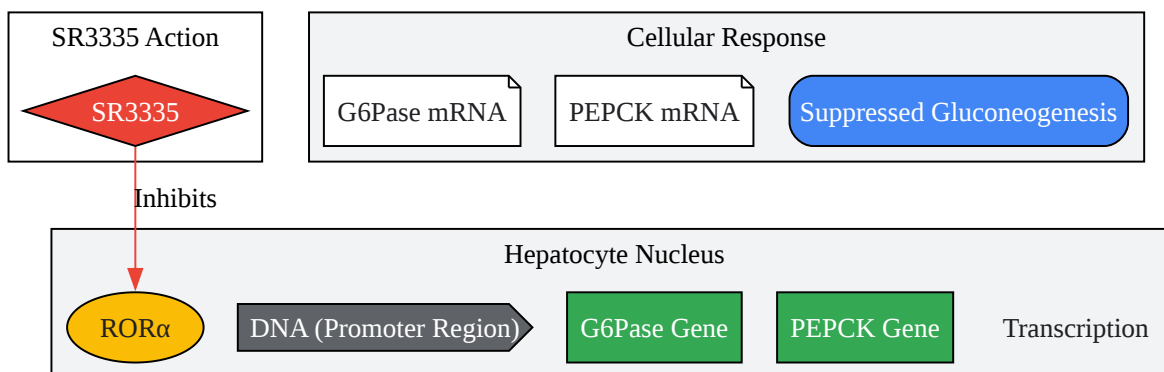 SR3335 Action
SR3335
Cellular Response
G6Pase mRNA
PEPCK mRNA
Suppressed Gluconeogenesis
Inhibits
Hepatocyte Nucleus
RORα
DNA (Promoter Region)
G6Pase Gene
PEPCK Gene
Transcription